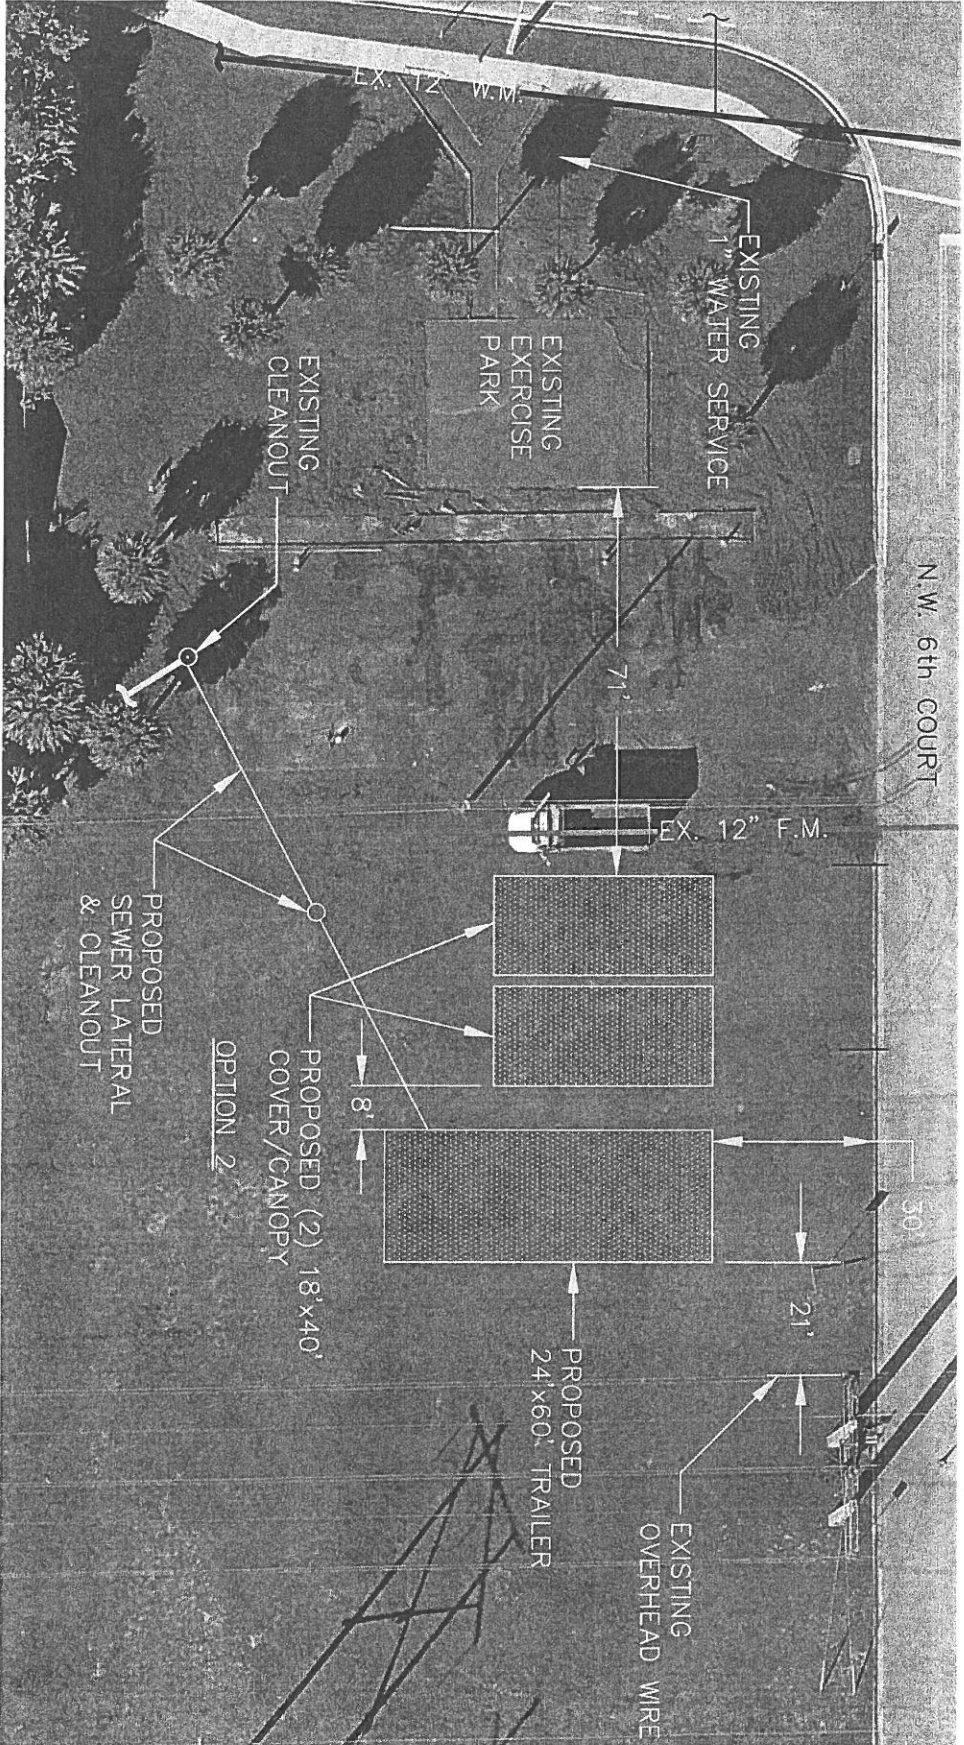 N.W. 6th COURT
EX. 12" W.M.
EXISTING
1" WATER SERVICE
EXISTING
EXERCISE
PARK
EXISTING
CLEANOUT
71'
EX. 12" F.M.
30'
21'
8'
PROPOSED
SEWER LATERAL
& CLEANOUT
PROPOSED (2) 18'x40'
COVER/CANOPY
OPTION 2
PROPOSED
24'x60' TRAILER
EXISTING
OVERHEAD WIRE